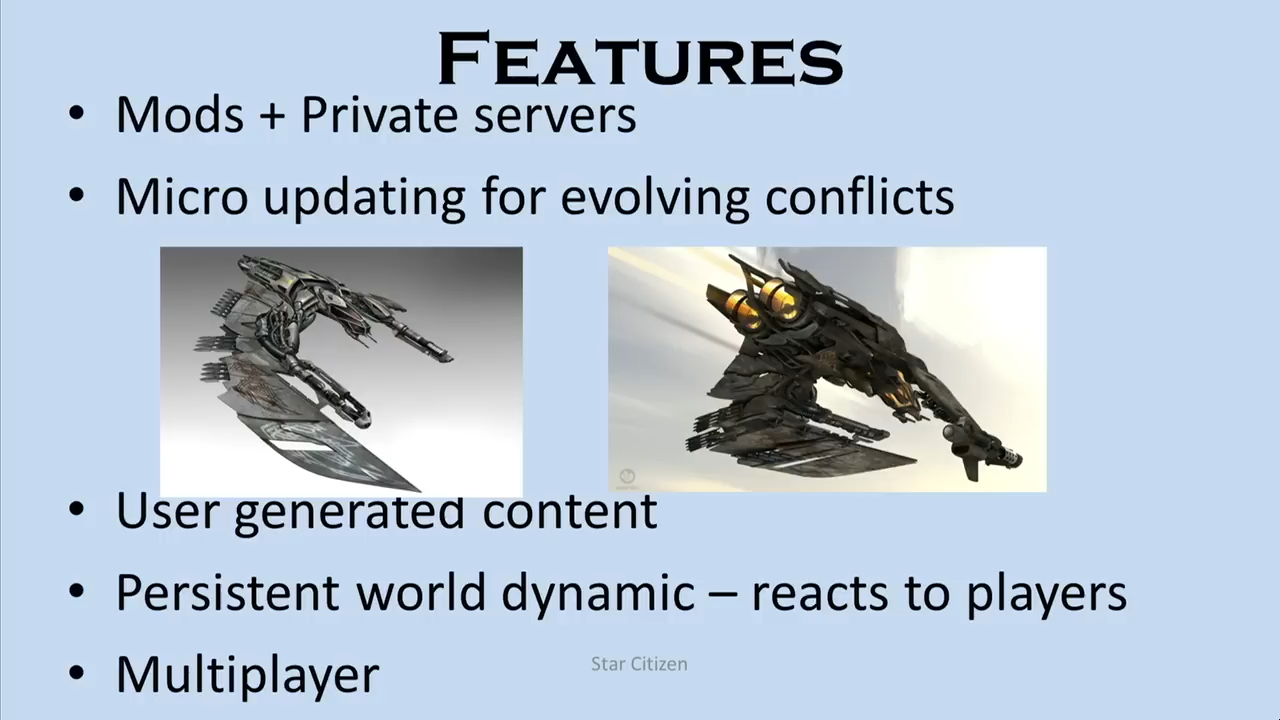 FEATURES
• Mods + Private servers
• Micro updating for evolving conflicts
• User generated content
• Persistent world dynamic – reacts to players
• Multiplayer
Star Citizen